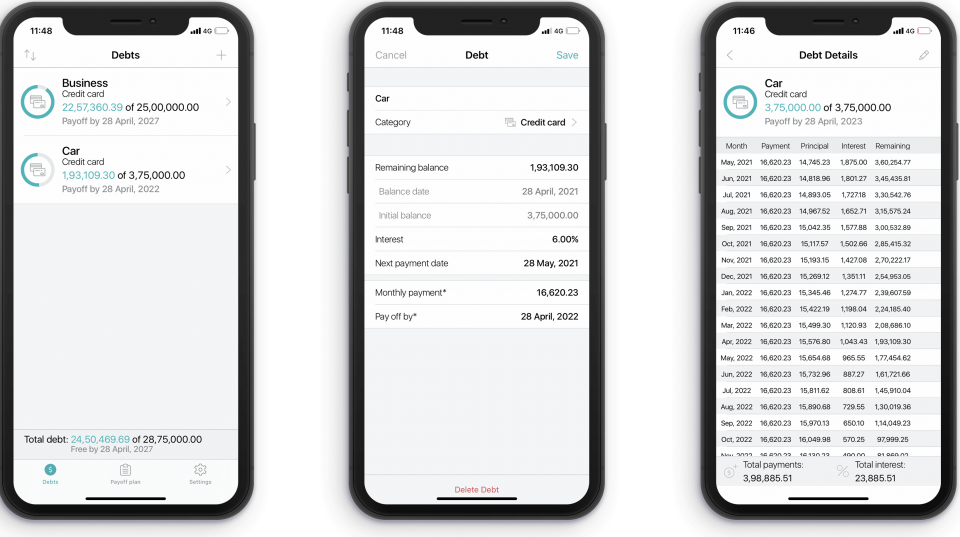 11:48
4G
Debts
Business
Credit card
22,57,360.39 of 25,00,000.00
Payoff by 28 April, 2027
Car
Credit card
1,93,109.30 of 3,75,000.00
Payoff by 28 April, 2022
Total debt: 24,50,469.69 of 28,75,000.00
Free by 28 April, 2027
Debts Payoff plan Settings
11:48
4G
Cancel Debt Save
Car
Category Credit card
Remaining balance 1,93,109.30
Balance date 28 April, 2021
Initial balance 3,75,000.00
Interest 6.00%
Next payment date 28 May, 2021
Monthly payment* 16,620.23
Pay off by* 28 April, 2022
Delete Debt
11:46
4G
Debt Details
Car
Credit card
3,75,000.00 of 3,75,000.00
Payoff by 28 April, 2023
Month Payment Principal Interest Remaining
May, 2021 16,620.23 14,745.23 1,875.00 3,60,254.77
Jun, 2021 16,620.23 14,818.96 1,801.27 3,45,435.81
Jul, 2021 16,620.23 14,893.05 1,727.18 3,30,542.76
Aug, 2021 16,620.23 14,967.52 1,652.71 3,15,575.24
Sep, 2021 16,620.23 15,042.35 1,577.88 3,00,532.89
Oct, 2021 16,620.23 15,117.57 1,502.66 2,85,415.32
Nov, 2021 16,620.23 15,193.15 1,427.08 2,70,222.17
Dec, 2021 16,620.23 15,269.12 1,351.11 2,54,953.05
Jan, 2022 16,620.23 15,345.46 1,274.77 2,39,607.59
Feb, 2022 16,620.23 15,422.19 1,198.04 2,24,185.40
Mar, 2022 16,620.23 15,499.30 1,120.93 2,08,686.10
Apr, 2022 16,620.23 15,576.80 1,043.43 1,93,109.30
May, 2022 16,620.23 15,654.68 965.55 1,77,454.62
Jun, 2022 16,620.23 15,732.96 887.27 1,61,721.66
Jul, 2022 16,620.23 15,811.62 808.61 1,45,910.04
Aug, 2022 16,620.23 15,890.68 729.55 1,30,019.36
Sep, 2022 16,620.23 15,970.13 650.10 1,14,049.23
Oct, 2022 16,620.23 16,049.98 570.25 97,999.25
Nov, 2022 16,620.23 16,130.23 490.00 81,869.02
Total payments: Total interest:
3,98,885.51 23,885.51